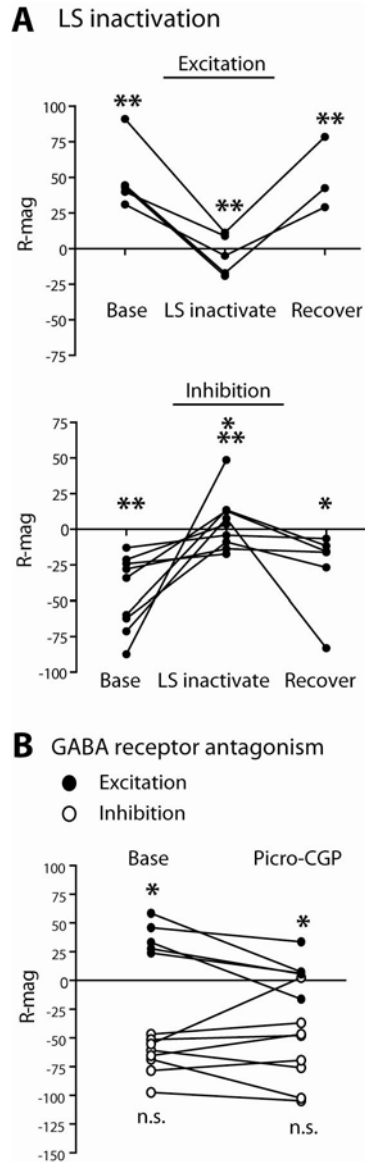 A LS inactivation
Excitation
** ** **
100
75
50
25
0
-25
-50
-75
R-mag
Base LS inactivate Recover
Inhibition
*
** ** *
75
50
25
0
-25
-50
-75
-100
R-mag
Base LS inactivate Recover
B GABA receptor antagonism
Excitation
Inhibition
Base Picro-CGP
* *
100
75
50
25
0
-25
-50
-75
-100
-125
-150
R-mag
n.s. n.s.